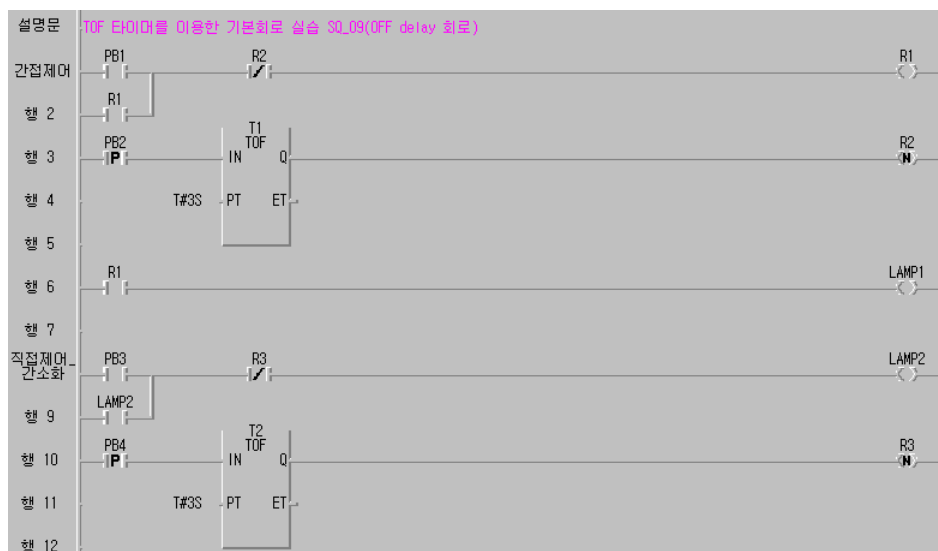 설명문 TOF 타이머를 이용한 기본회로 실습 SQ_09(OFF delay 회로)
PB1 R2 R1
간접제어
R1
행 2
T1
PB2 TOF R2
행 3 P IN Q N
행 4 T#3S PT ET
행 5
R1 LAMP1
행 6
행 7
직접제어_ PB3 R3 LAMP2
간소화
LAMP2
행 9
T2
PB4 TOF R3
행 10 P IN Q N
행 11 T#3S PT ET
행 12